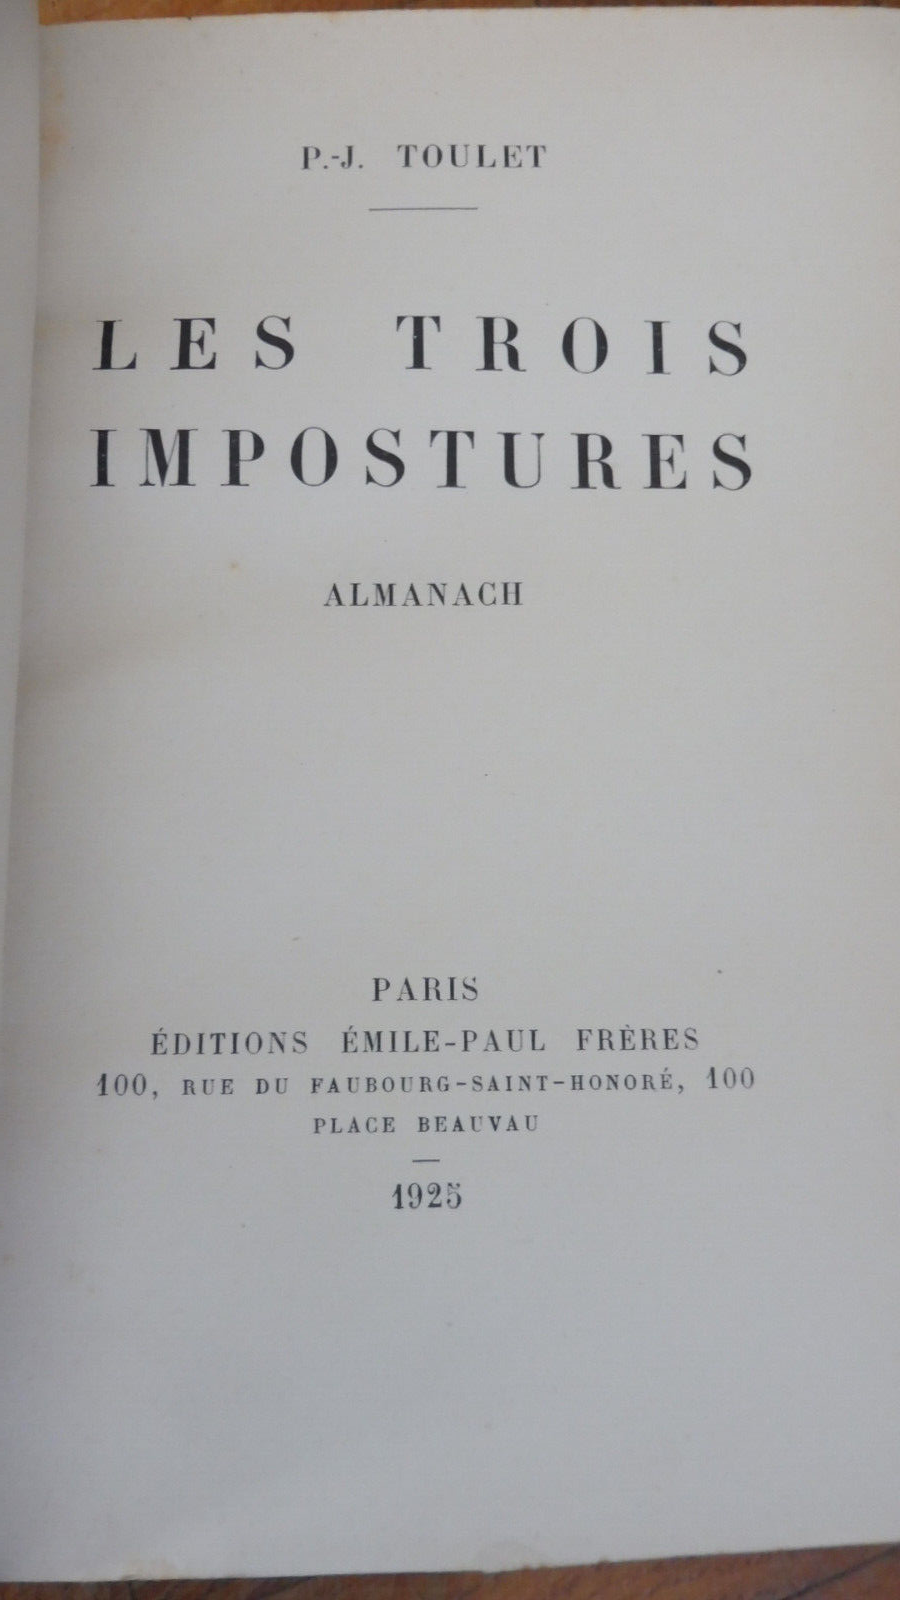 P.-J. TOULET
LES TROIS
IMPOSTURES
ALMANACH
PARIS
ÉDITIONS ÉMILE-PAUL FRÈRES
100, RUE DU FAUBOURG-SAINT-HONORÉ, 100
PLACE BEAUVAU
1925